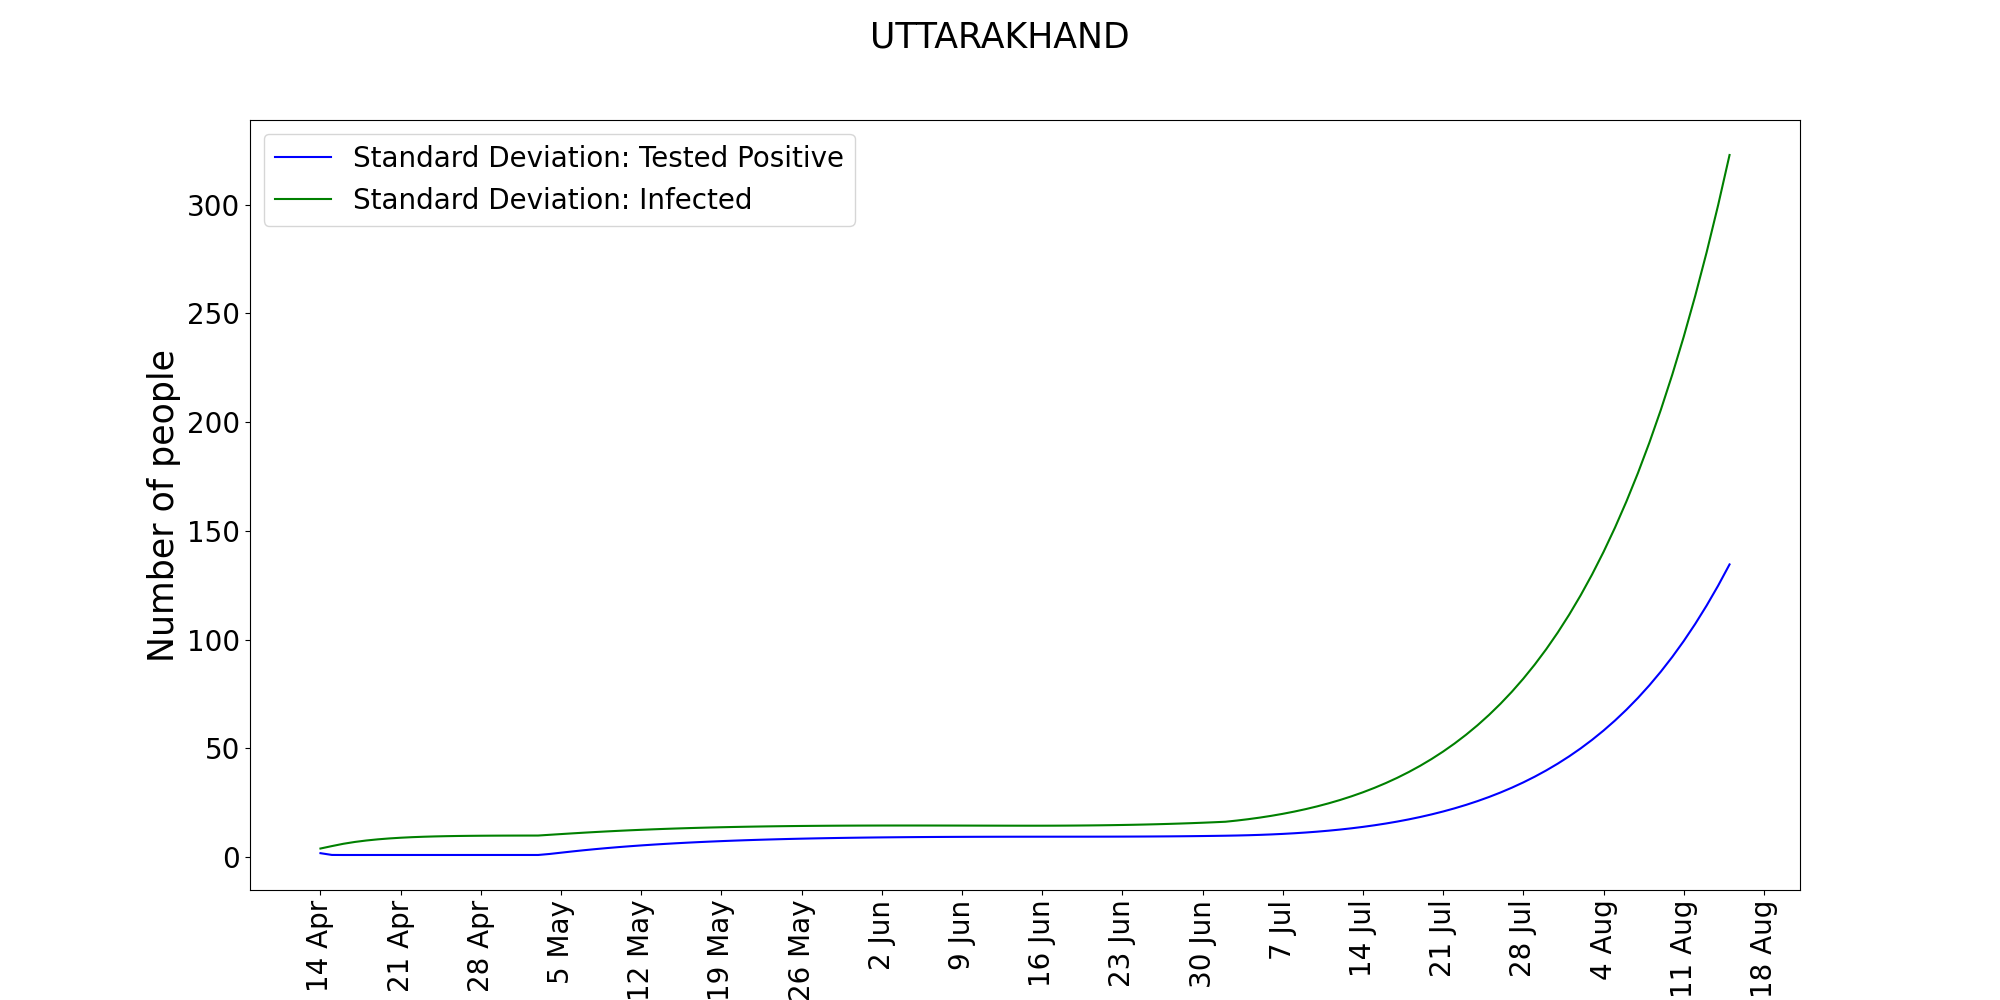 UTTARAKHAND
Standard Deviation: Tested Positive
Standard Deviation: Infected
Number of people
300
250
200
150
100
50
0
14 Apr
21 Apr
28 Apr
5 May
12 May
19 May
26 May
2 Jun
9 Jun
16 Jun
23 Jun
30 Jun
7 Jul
14 Jul
21 Jul
28 Jul
4 Aug
11 Aug
18 Aug